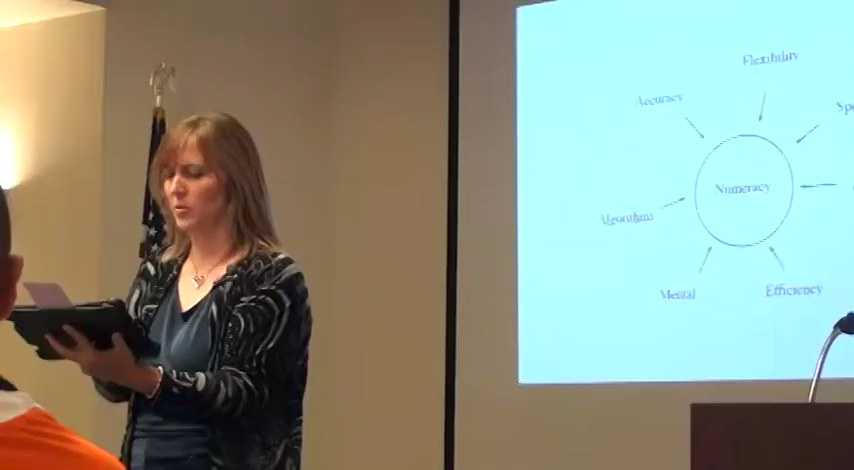 Flexibility
Accuracy
Numeracy
Algorithms
Mental
Efficiency